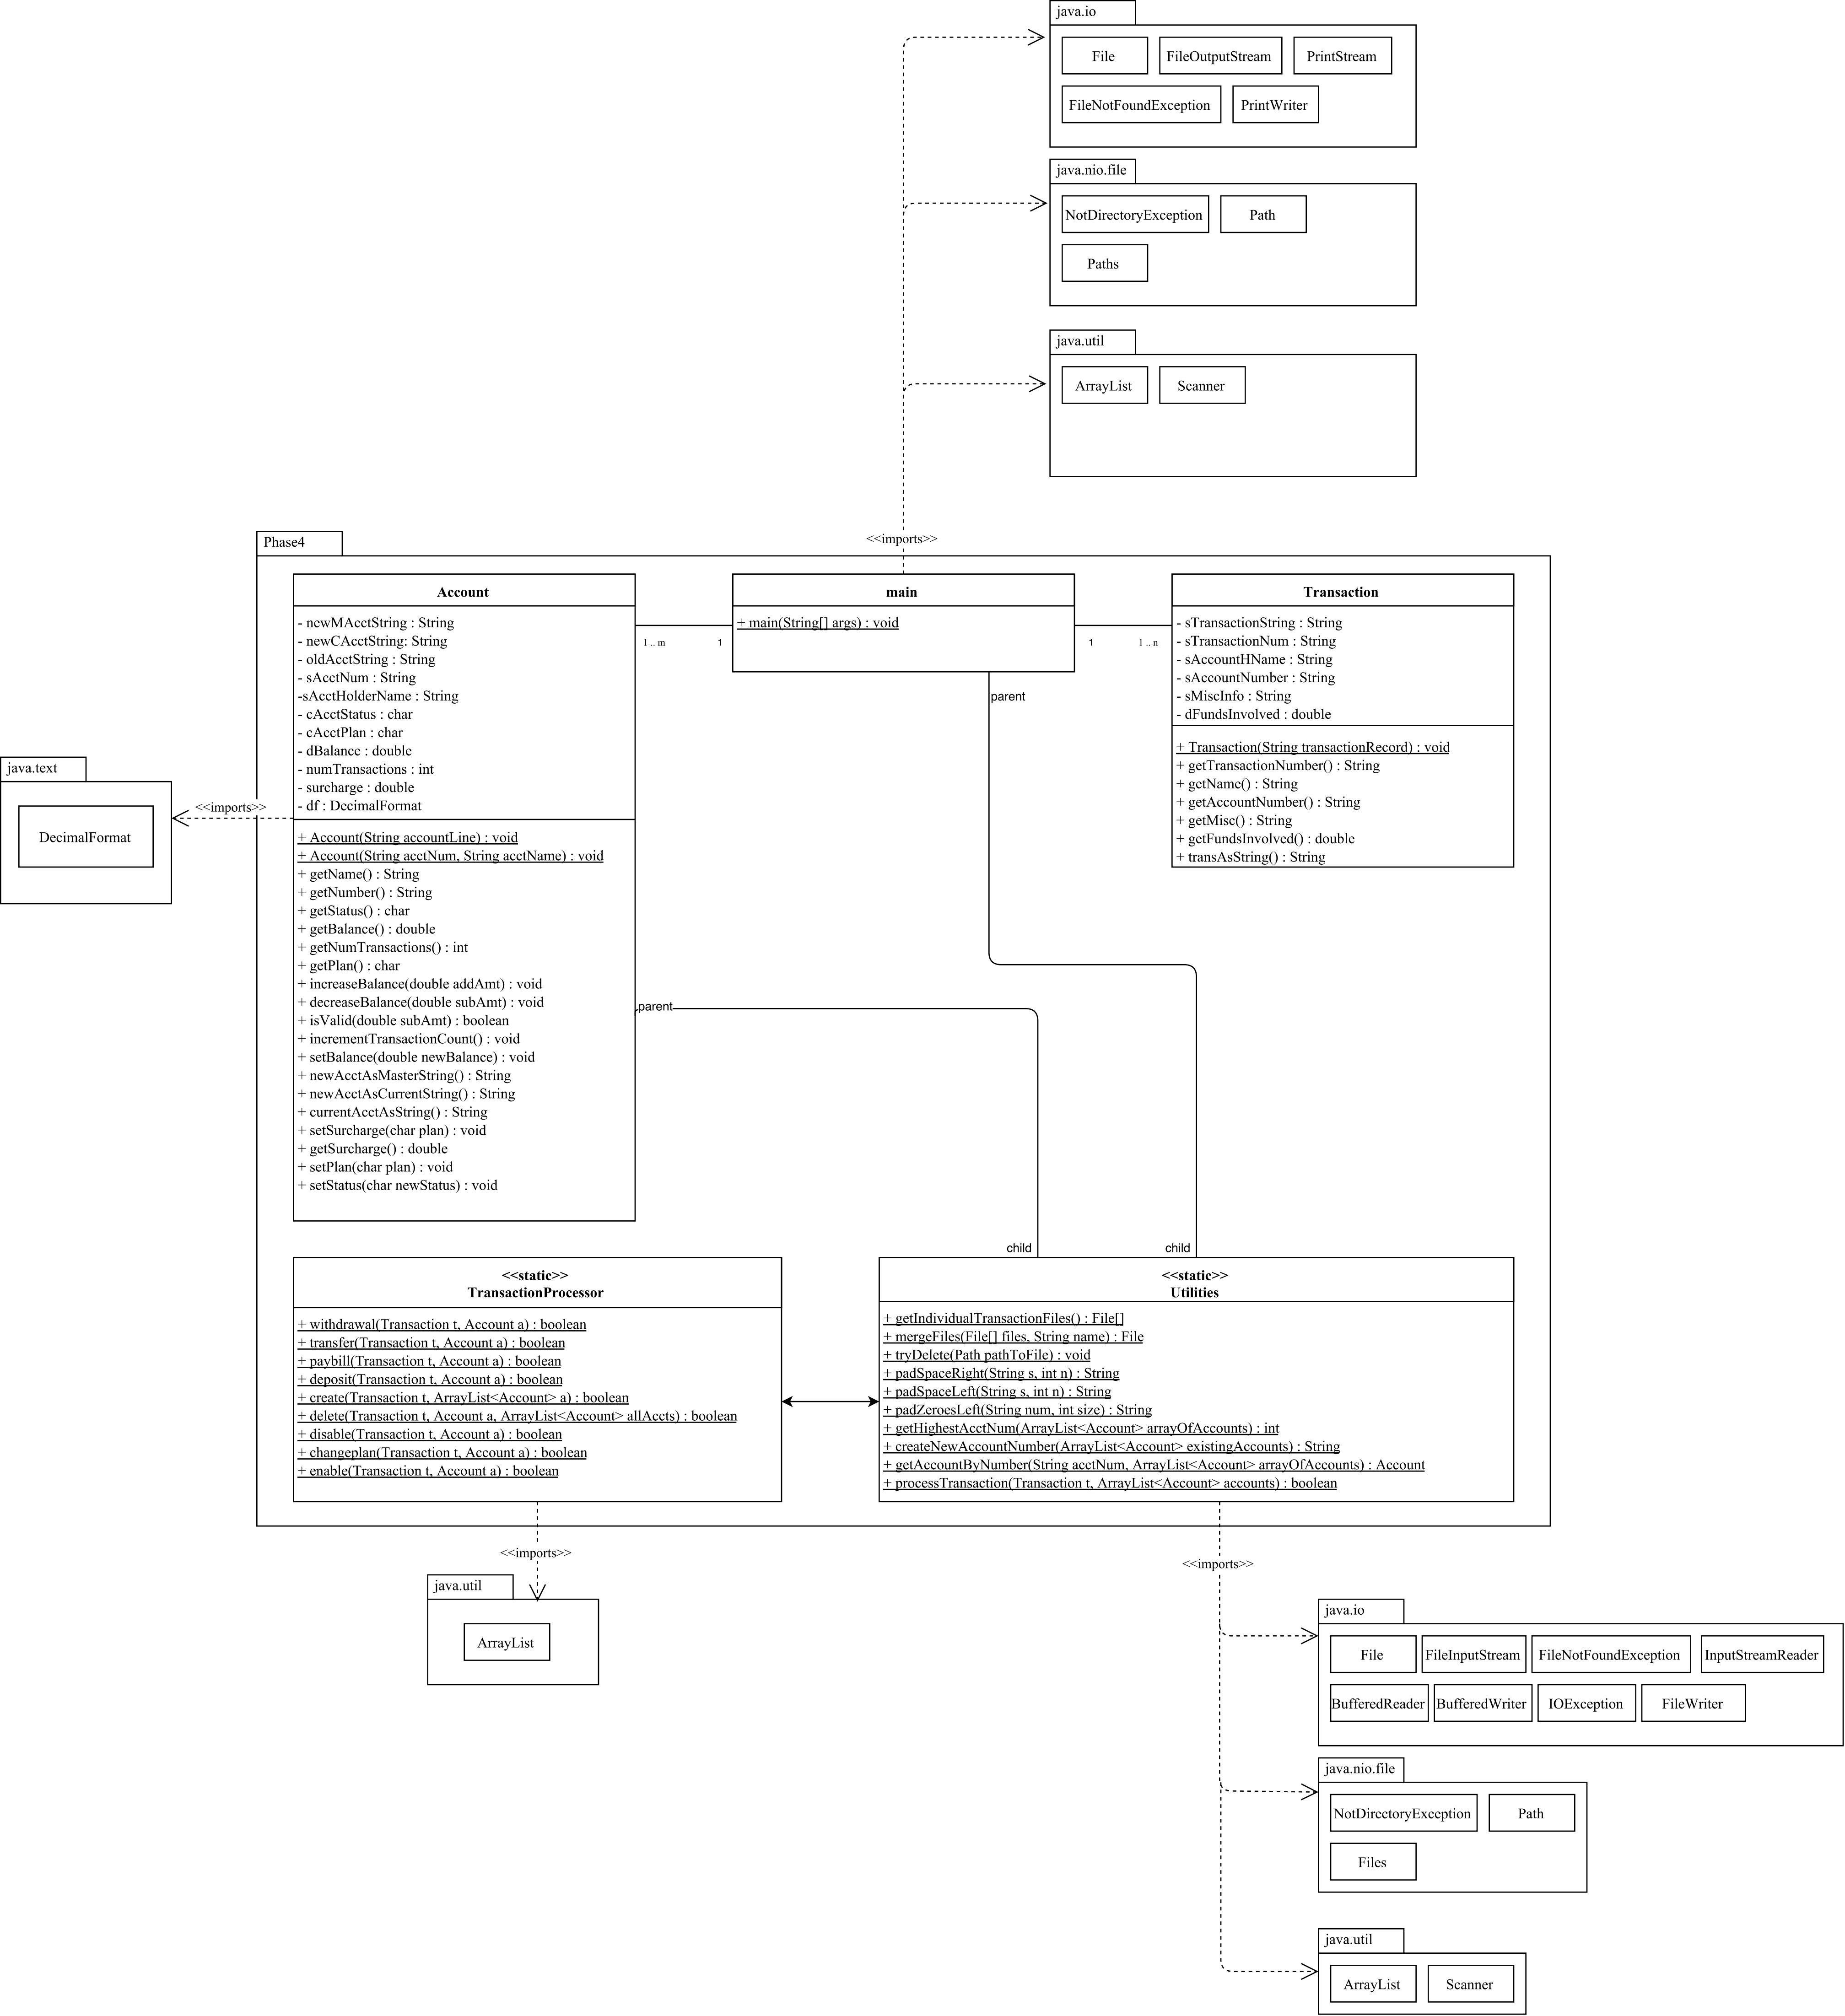 java.io
File
FileOutputStream
PrintStream
FileNotFoundException
PrintWriter
java.nio.file
NotDirectoryException
Path
Paths
java.util
ArrayList
Scanner
<<imports>>
Phase4
Account
- newMAcctString : String
- newCAcctString: String
- oldAcctString : String
- sAcctNum : String
-sAcctHolderName : String
- cAcctStatus : char
- cAcctPlan : char
- dBalance : double
- numTransactions : int
- surcharge : double
- df : DecimalFormat
+ Account(String accountLine) : void
+ Account(String acctNum, String acctName) : void
+ getName() : String
+ getNumber() : String
+ getStatus() : char
+ getBalance() : double
+ getNumTransactions() : int
+ getPlan() : char
+ increaseBalance(double addAmt) : void
+ decreaseBalance(double subAmt) : void
+ isValid(double subAmt) : boolean
+ incrementTransactionCount() : void
+ setBalance(double newBalance) : void
+ newAcctAsMasterString() : String
+ newAcctAsCurrentString() : String
+ currentAcctAsString() : String
+ setSurcharge(char plan) : void
+ getSurcharge() : double
+ setPlan(char plan) : void
+ setStatus(char newStatus) : void
1 .. m
1
main
+ main(String[] args) : void
1
1 .. n
Transaction
- sTransactionString : String
- sTransactionNum : String
- sAccountHName : String
- sAccountNumber : String
- sMiscInfo : String
- dFundsInvolved : double
+ Transaction(String transactionRecord) : void
+ getTransactionNumber() : String
+ getName() : String
+ getAccountNumber() : String
+ getMisc() : String
+ getFundsInvolved() : double
+ transAsString() : String
parent
java.text
DecimalFormat
<<imports>>
parent
child
child
<<static>>
TransactionProcessor
+ withdrawal(Transaction t, Account a) : boolean
+ transfer(Transaction t, Account a) : boolean
+ paybill(Transaction t, Account a) : boolean
+ deposit(Transaction t, Account a) : boolean
+ create(Transaction t, ArrayList<Account> a) : boolean
+ delete(Transaction t, Account a, ArrayList<Account> allAccts) : boolean
+ disable(Transaction t, Account a) : boolean
+ changeplan(Transaction t, Account a) : boolean
+ enable(Transaction t, Account a) : boolean
<<static>>
Utilities
+ getIndividualTransactionFiles() : File[]
+ mergeFiles(File[] files, String name) : File
+ tryDelete(Path pathToFile) : void
+ padSpaceRight(String s, int n) : String
+ padSpaceLeft(String s, int n) : String
+ padZeroesLeft(String num, int size) : String
+ getHighestAcctNum(ArrayList<Account> arrayOfAccounts) : int
+ createNewAccountNumber(ArrayList<Account> existingAccounts) : String
+ getAccountByNumber(String acctNum, ArrayList<Account> arrayOfAccounts) : Account
+ processTransaction(Transaction t, ArrayList<Account> accounts) : boolean
<<imports>>
java.util
ArrayList
<<imports>>
java.io
File
FileInputStream
FileNotFoundException
InputStreamReader
BufferedReader
BufferedWriter
IOException
FileWriter
java.nio.file
NotDirectoryException
Path
Files
java.util
ArrayList
Scanner